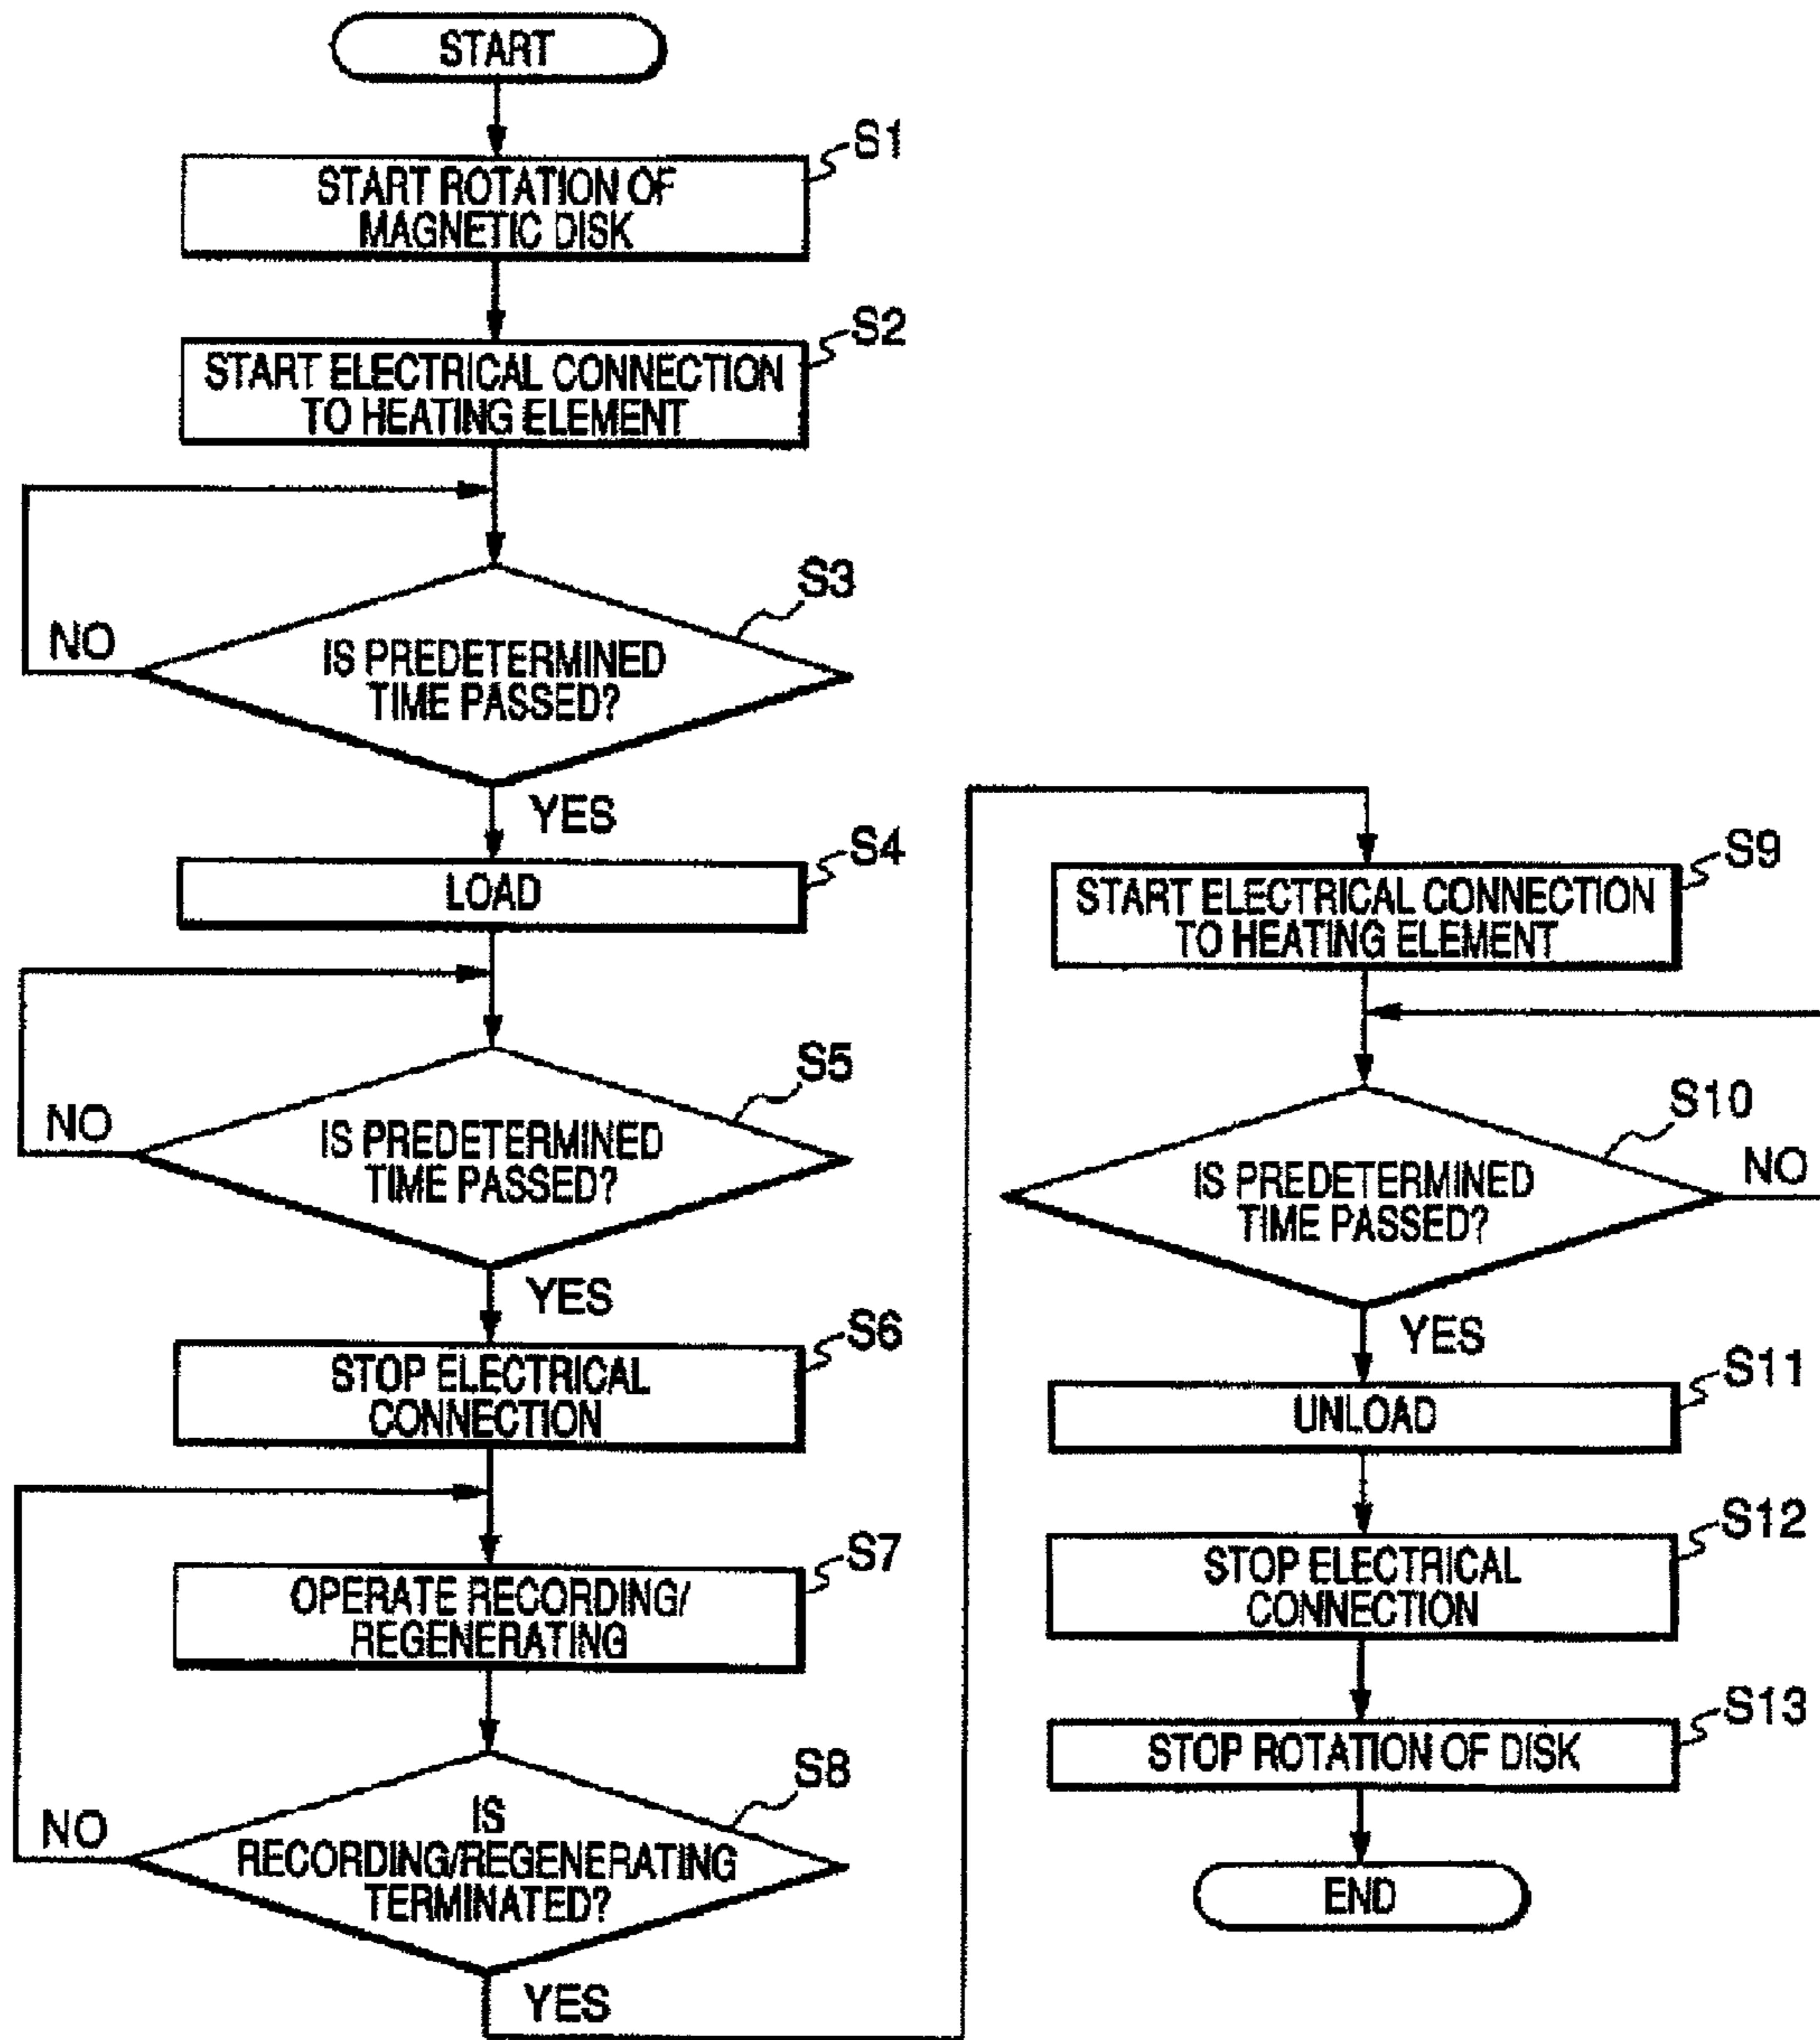 START
S1
START ROTATION OF
MAGNETIC DISK
S2
START ELECTRICAL CONNECTION
TO HEATING ELEMENT
S3
NO
IS PREDETERMINED
TIME PASSED?
YES
S4
LOAD
S5
NO
IS PREDETERMINED
TIME PASSED?
YES
S6
STOP ELECTRICAL
CONNECTION
S7
OPERATE RECORDING/
REGENERATING
S8
NO
IS
RECORDING/REGENERATING
TERMINATED?
YES
S9
START ELECTRICAL CONNECTION
TO HEATING ELEMENT
S10
NO
IS PREDETERMINED
TIME PASSED?
YES
S11
UNLOAD
S12
STOP ELECTRICAL
CONNECTION
S13
STOP ROTATION OF DISK
END